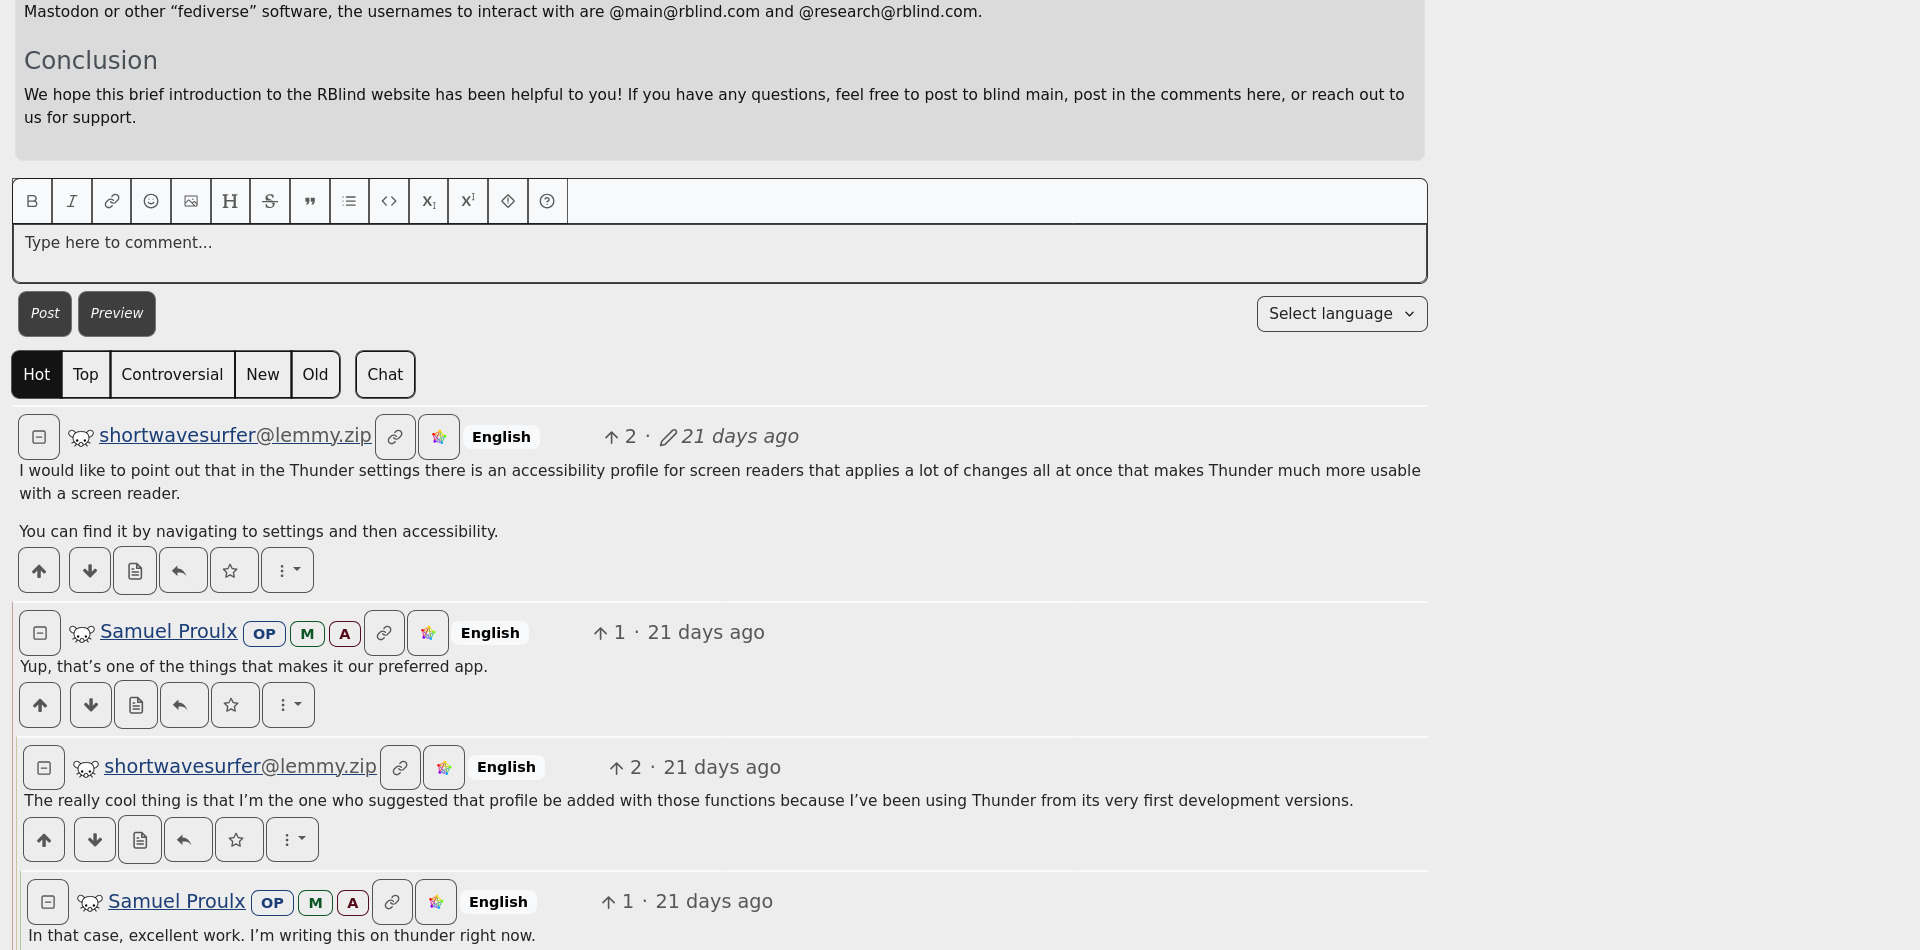 Mastodon or other “fediverse” software, the usernames to interact with are @main@rblind.com and @research@rblind.com.
Conclusion
We hope this brief introduction to the RBlind website has been helpful to you! If you have any questions, feel free to post to blind main, post in the comments here, or reach out to
us for support.
Type here to comment...
Post Preview Select language
Hot Top Controversial New Old Chat
shortwavesurfer@lemmy.zip English 2 · 21 days ago
I would like to point out that in the Thunder settings there is an accessibility profile for screen readers that applies a lot of changes all at once that makes Thunder much more usable
with a screen reader.
You can find it by navigating to settings and then accessibility.
Samuel Proulx OP M A English 1 · 21 days ago
Yup, that’s one of the things that makes it our preferred app.
shortwavesurfer@lemmy.zip English 2 · 21 days ago
The really cool thing is that I’m the one who suggested that profile be added with those functions because I’ve been using Thunder from its very first development versions.
Samuel Proulx OP M A English 1 · 21 days ago
In that case, excellent work. I’m writing this on thunder right now.